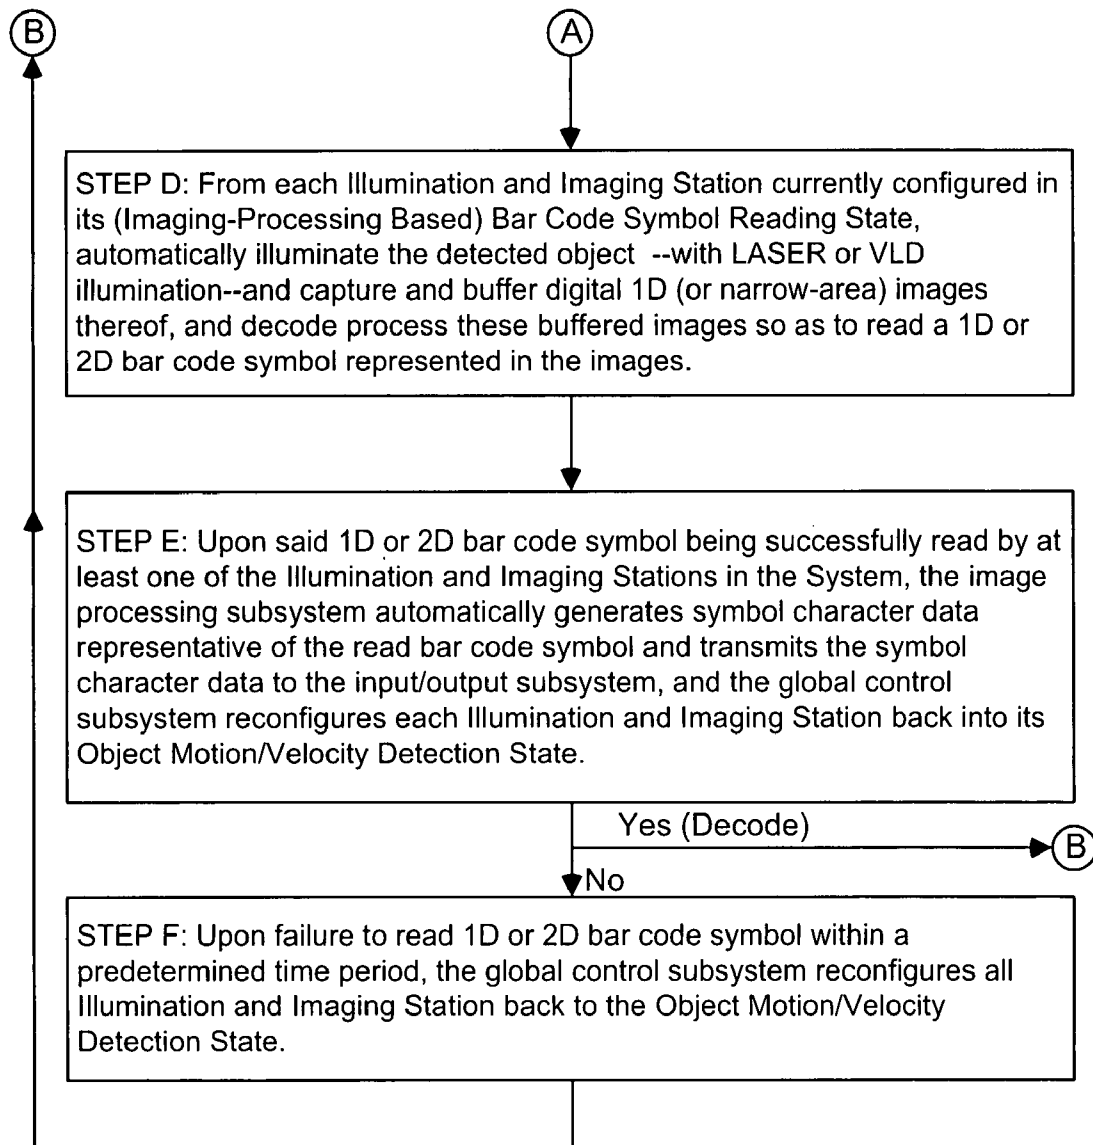 B
A
STEP D: From each Illumination and Imaging Station currently configured in
its (Imaging-Processing Based) Bar Code Symbol Reading State,
automatically illuminate the detected object --with LASER or VLD
illumination--and capture and buffer digital 1D (or narrow-area) images
thereof, and decode process these buffered images so as to read a 1D or
2D bar code symbol represented in the images.
STEP E: Upon said 1D or 2D bar code symbol being successfully read by at
least one of the Illumination and Imaging Stations in the System, the image
processing subsystem automatically generates symbol character data
representative of the read bar code symbol and transmits the symbol
character data to the input/output subsystem, and the global control
subsystem reconfigures each Illumination and Imaging Station back into its
Object Motion/Velocity Detection State.
Yes (Decode)
B
No
STEP F: Upon failure to read 1D or 2D bar code symbol within a
predetermined time period, the global control subsystem reconfigures all
Illumination and Imaging Station back to the Object Motion/Velocity
Detection State.